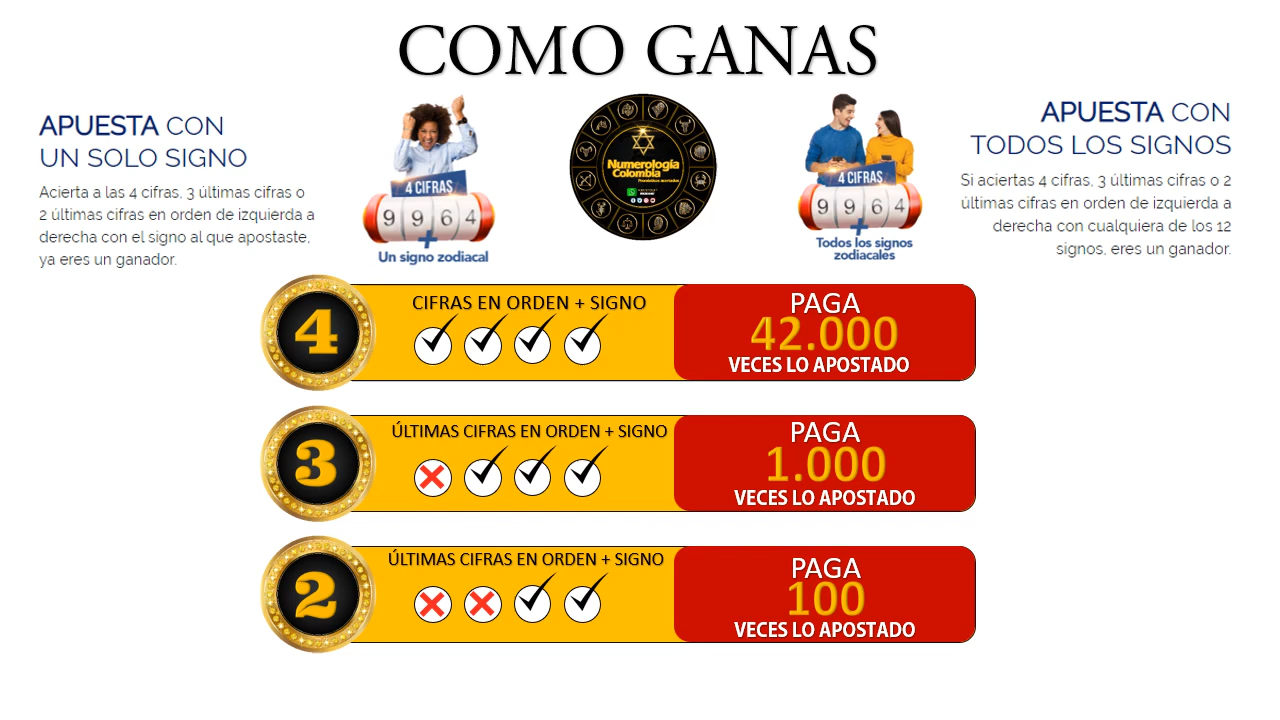 COMO GANAS
APUESTA CON
UN SOLO SIGNO
Acierta a las 4 cifras, 3 últimas cifras o
2 últimas cifras en orden de izquierda a
derecha con el signo al que apostaste,
ya eres un ganador.
4 CIFRAS
9 9 6 4
+
Un signo zodiacal
Numerología
Colombia
4 CIFRAS
9 9 6 4
+
Todos los signos
zodiacales
APUESTA CON
TODOS LOS SIGNOS
Si aciertas 4 cifras, 3 últimas cifras o 2
últimas cifras en orden de izquierda a
derecha con cualquiera de los 12
signos, eres un ganador.
4
CIFRAS EN ORDEN + SIGNO
PAGA
42.000
VECES LO APOSTADO
3
ÚLTIMAS CIFRAS EN ORDEN + SIGNO
PAGA
1.000
VECES LO APOSTADO
2
ÚLTIMAS CIFRAS EN ORDEN + SIGNO
PAGA
100
VECES LO APOSTADO